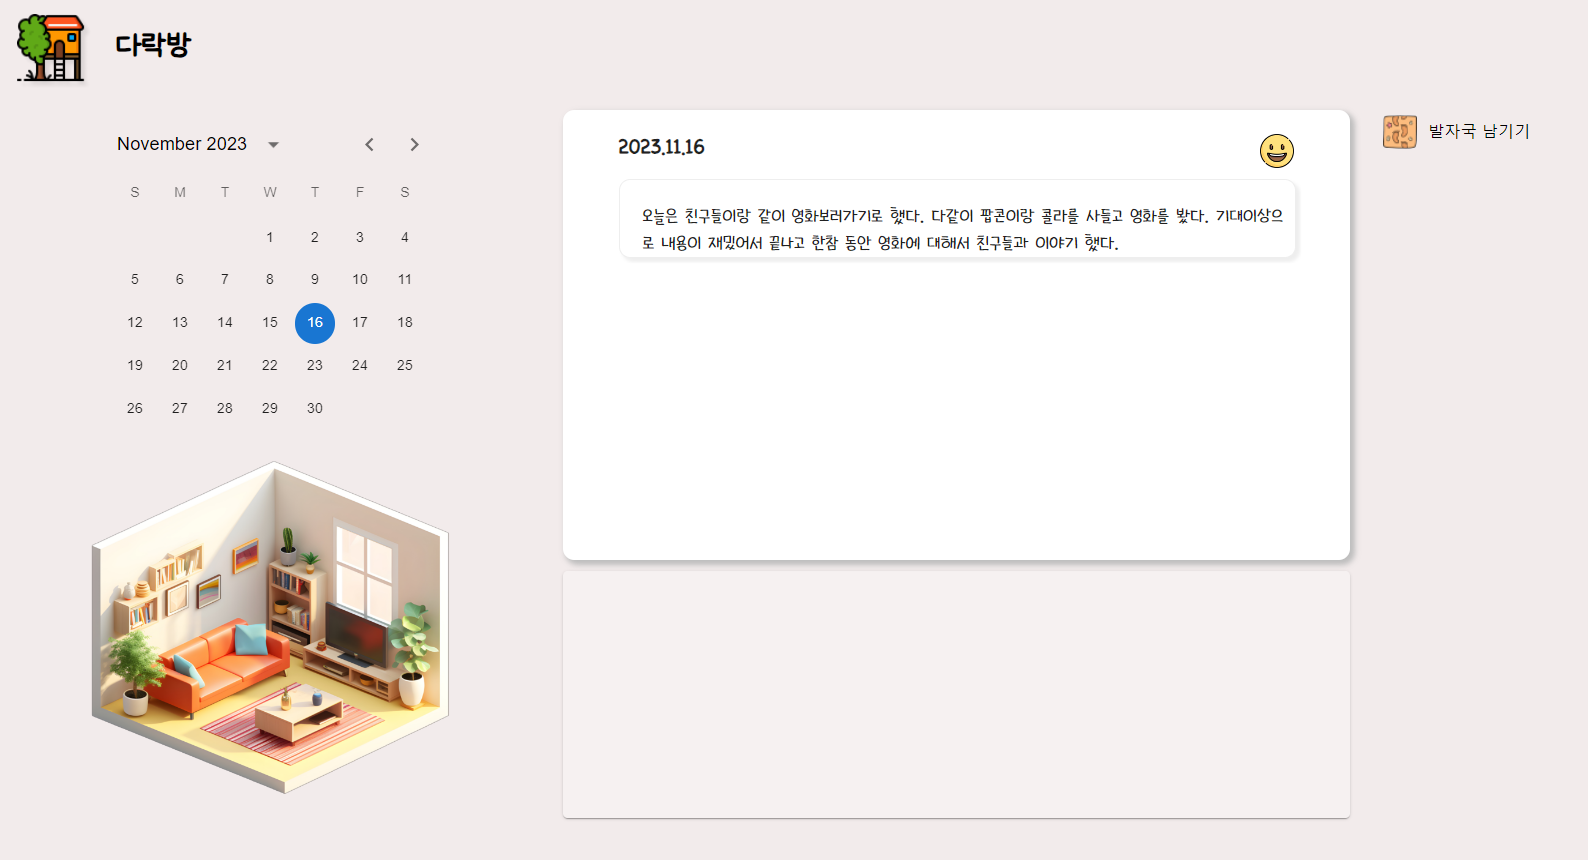 다락방
November 2023
S M T W T F S
1 2 3 4
5 6 7 8 9 10 11
12 13 14 15 16 17 18
19 20 21 22 23 24 25
26 27 28 29 30
2023.11.16
오늘은 친구들이랑 같이 영화보러가기로 했다. 다같이 팝콘이랑 콜라를 사들고 영화를 봤다. 기대이상으
로 내용이 재밌어서 끝나고 한참 동안 영화에 대해서 친구들과 이야기 했다.
발자국 남기기